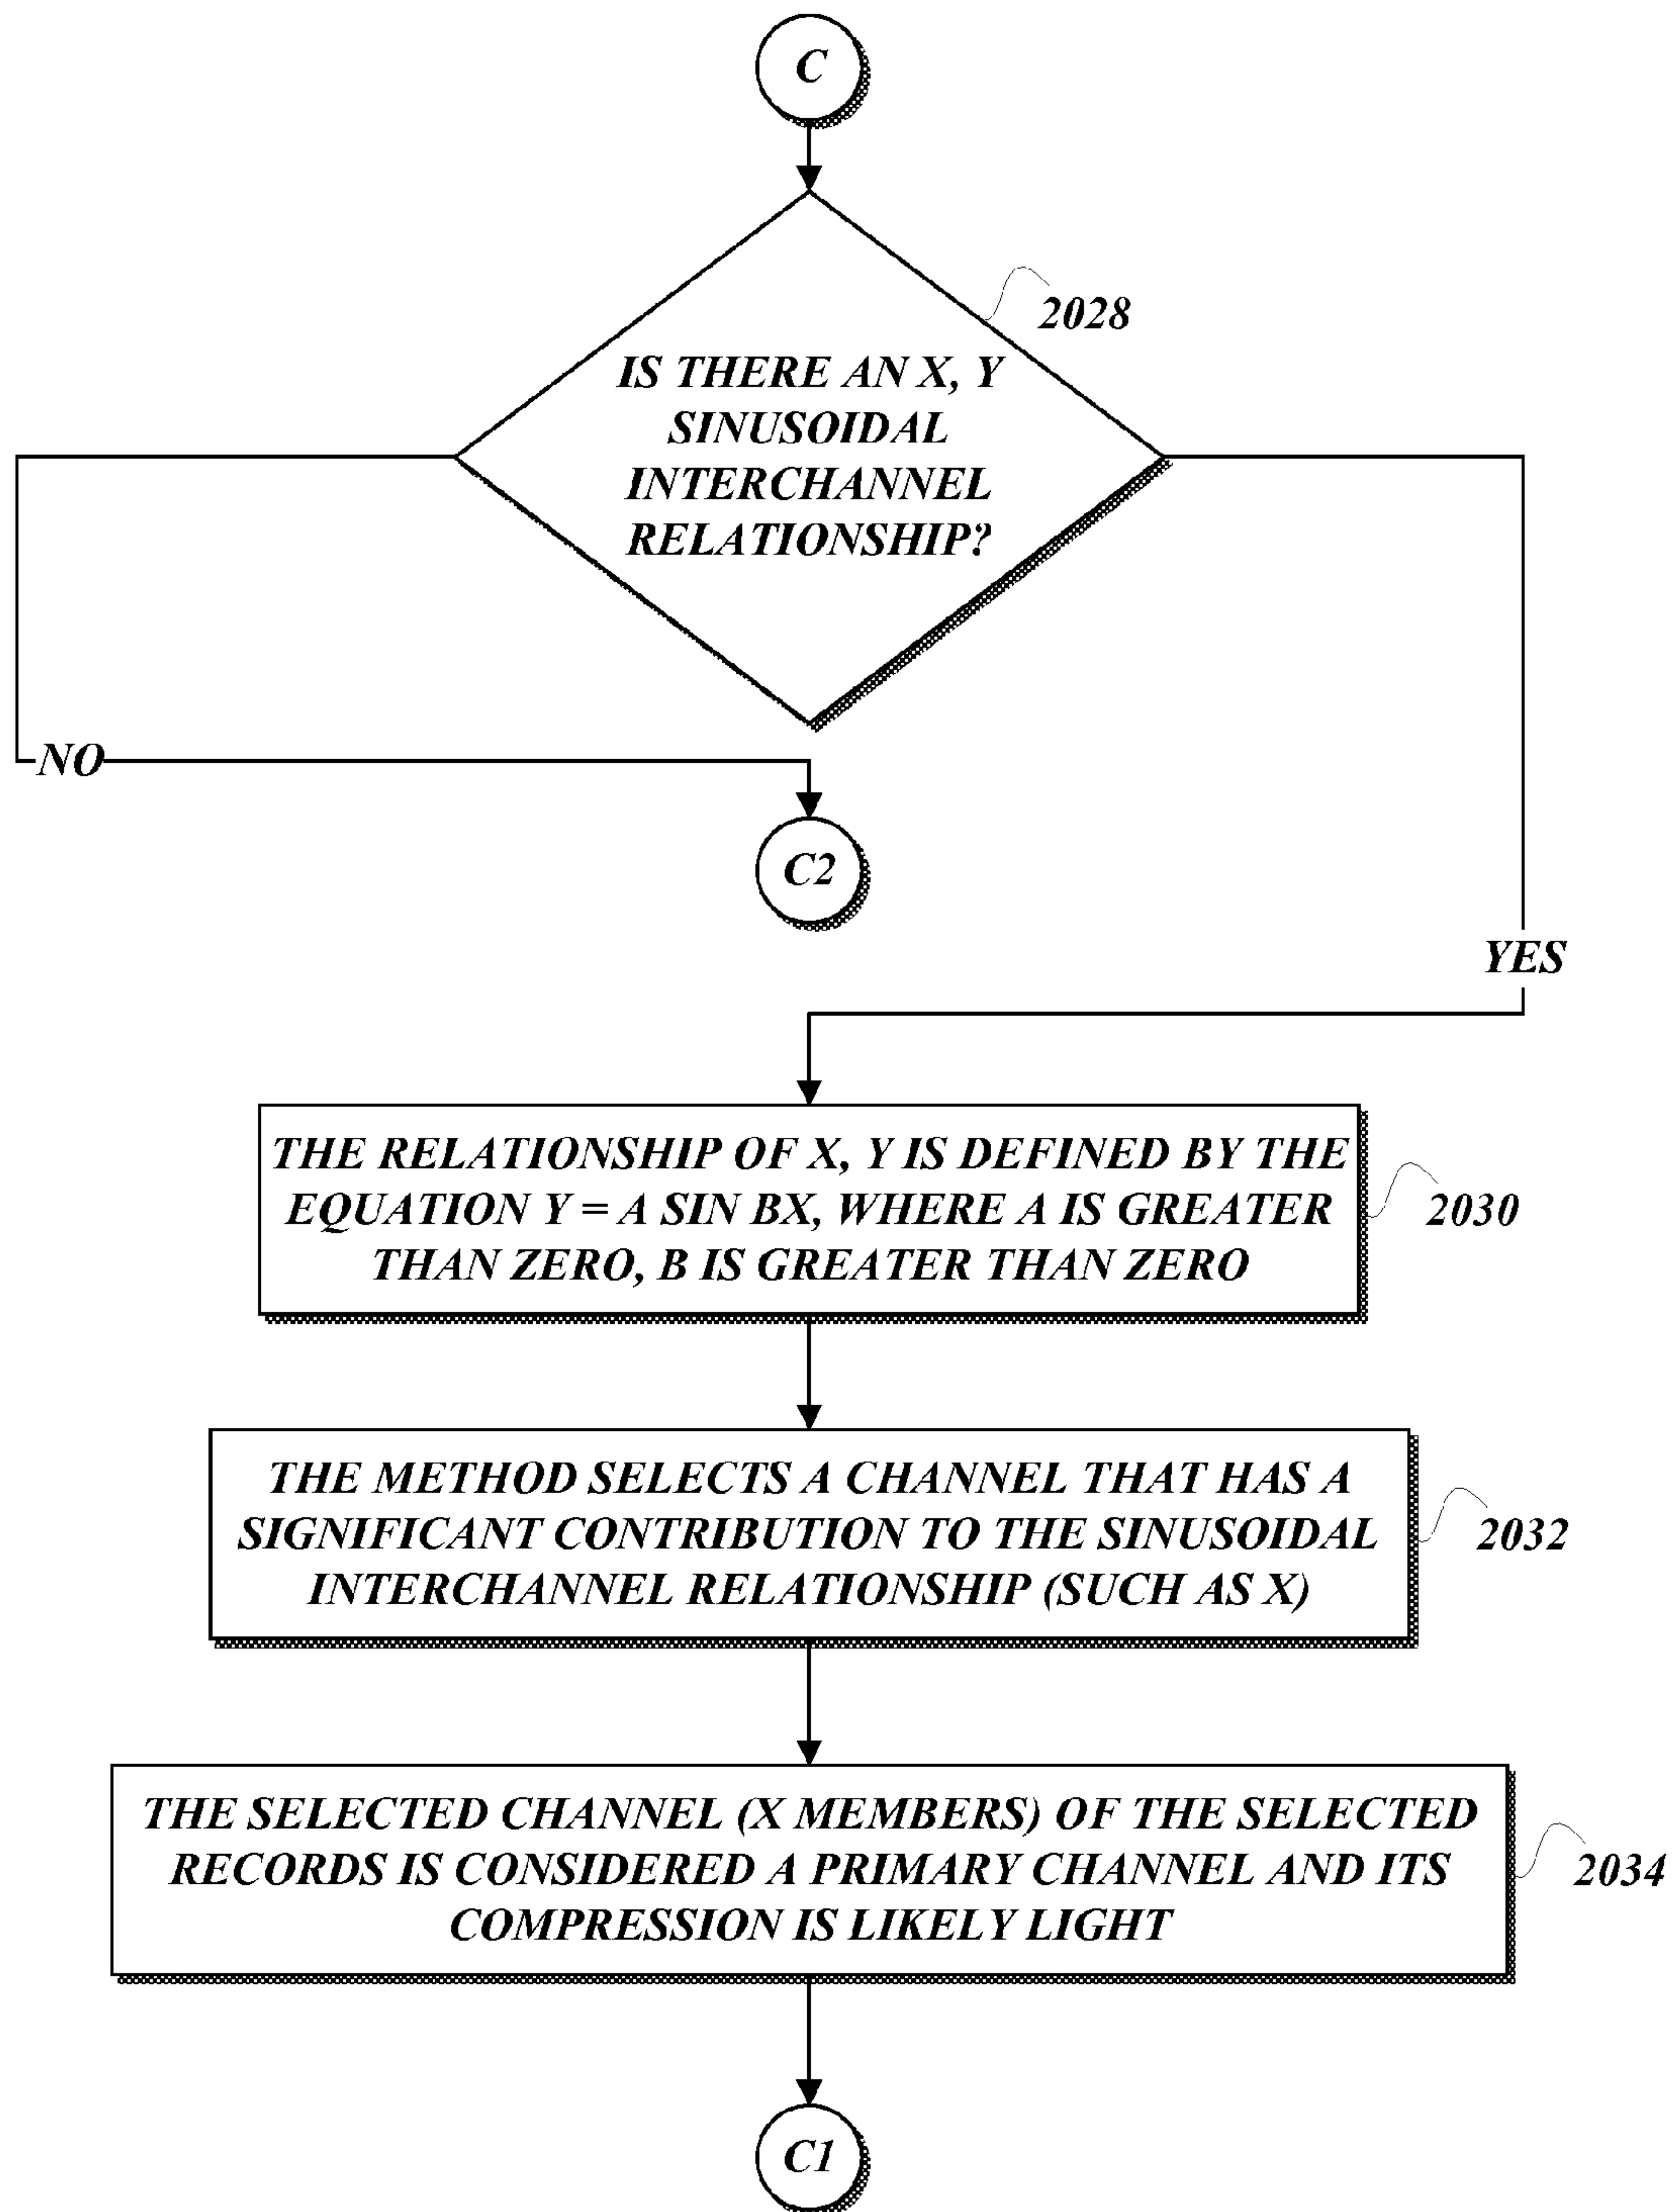 C
2028
IS THERE AN X, Y
SINUSOIDAL
INTERCHANNEL
RELATIONSHIP?
NO
C2
YES
THE RELATIONSHIP OF X, Y IS DEFINED BY THE
EQUATION Y = A SIN BX, WHERE A IS GREATER
THAN ZERO, B IS GREATER THAN ZERO
2030
THE METHOD SELECTS A CHANNEL THAT HAS A
SIGNIFICANT CONTRIBUTION TO THE SINUSOIDAL
INTERCHANNEL RELATIONSHIP (SUCH AS X)
2032
THE SELECTED CHANNEL (X MEMBERS) OF THE SELECTED
RECORDS IS CONSIDERED A PRIMARY CHANNEL AND ITS
COMPRESSION IS LIKELY LIGHT
2034
C1